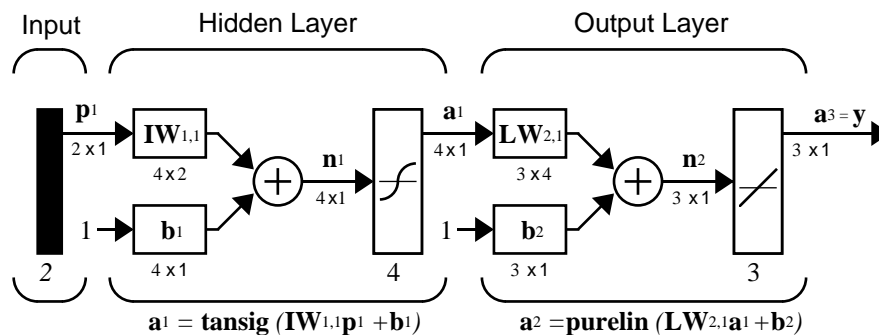 Input Hidden Layer Output Layer
p1 a1 a3 = y
IW1,1 LW2,1
2 x 1 4 x 1 3 x 1
n1 n2
4 x 2 3 x 4
4 x 1 3 x 1
1 b1 1 b2
2 4 x 1 4 3 x 1 3
a1 = tansig (IW1,1p1 + b1) a2 =purelin (LW2,1a1 +b2)